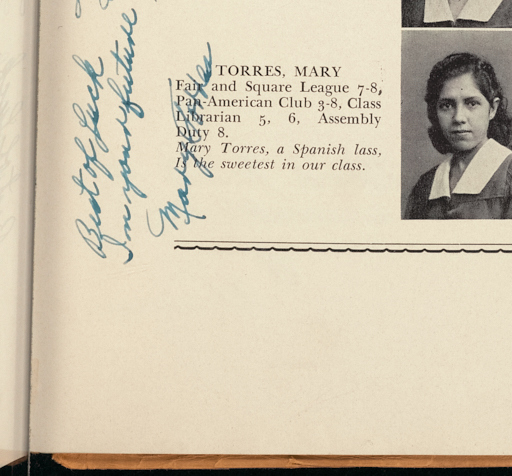 Best of luck
In your future
Mary Torres
TORRES, MARY
Fair and Square League 7-8,
Pan-American Club 3-8, Class
Librarian 5, 6, Assembly
Duty 8.
Mary Torres, a Spanish lass,
Is the sweetest in our class.